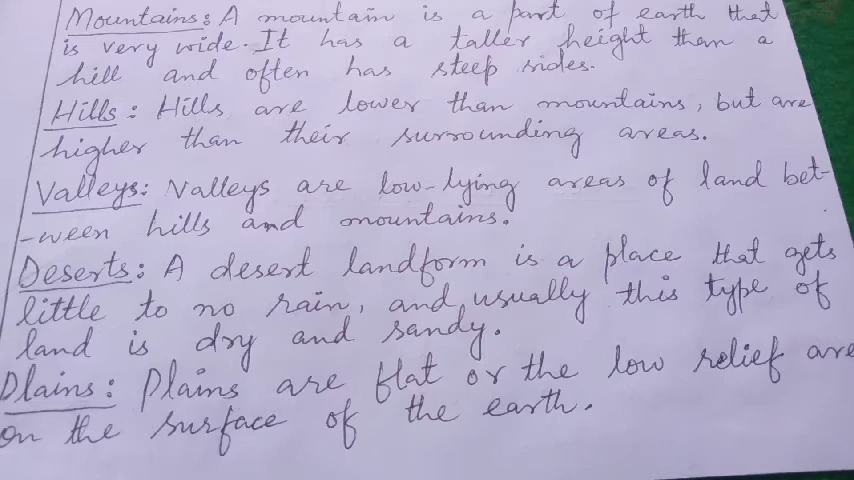 Mountains: A mountain is a part of earth that
is very wide. It has a taller height than a
hill and often has steep sides.
Hills: Hills are lower than mountains, but are
higher than their surrounding areas.
Valleys: Valleys are low-lying areas of land bet-
-ween hills and mountains.
Deserts: A desert landform is a place that gets
little to no rain, and usually this type of
land is dry and sandy.
Plains: Plains are flat or the low relief are
on the surface of the earth.